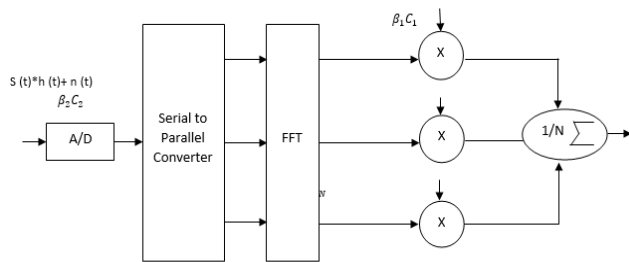 β₁C₁
X
S (t)*h (t)+ n (t)
β₂C₂
A/D
Serial to
Parallel
Converter
FFT
X
1/N ∑
N
X